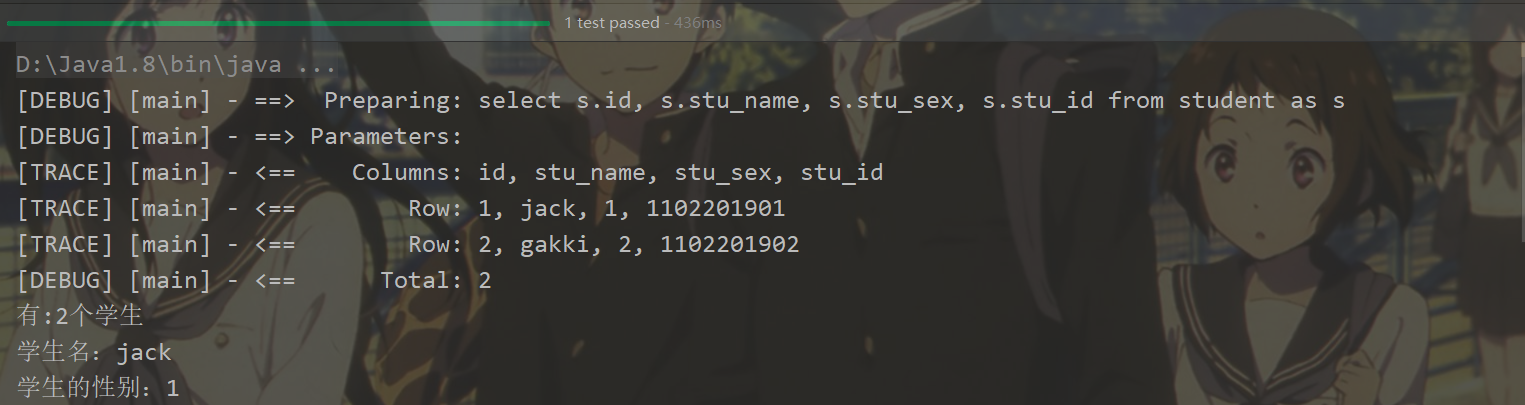 1 test passed - 436ms
D:\Java1.8\bin\java ...
[DEBUG] [main] - ==>  Preparing: select s.id, s.stu_name, s.stu_sex, s.stu_id from student as s
[DEBUG] [main] - ==> Parameters:
[TRACE] [main] - <==    Columns: id, stu_name, stu_sex, stu_id
[TRACE] [main] - <==        Row: 1, jack, 1, 1102201901
[TRACE] [main] - <==        Row: 2, gakki, 2, 1102201902
[DEBUG] [main] - <==      Total: 2
有:2个学生
学生名：jack
学生的性别：1